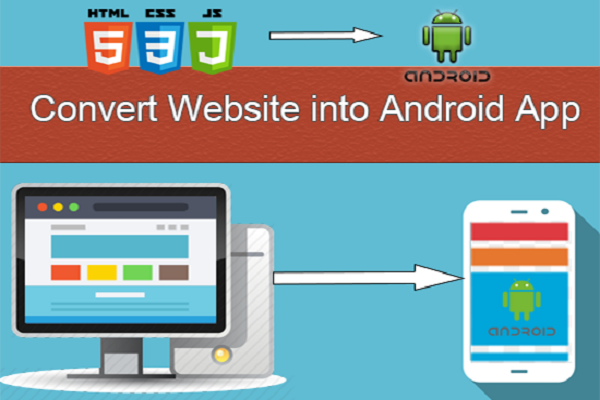 HTML CSS JS
5 3 J
ANDROID
Convert Website into Android App
ANDROID